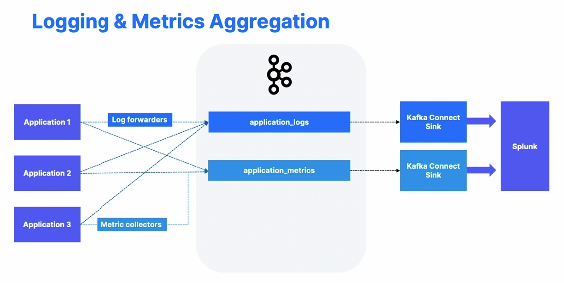 Logging & Metrics Aggregation
Application 1
Log forwarders
application_logs
Kafka Connect
Sink
Splunk
Application 2
application_metrics
Kafka Connect
Sink
Application 3
Metric collectors